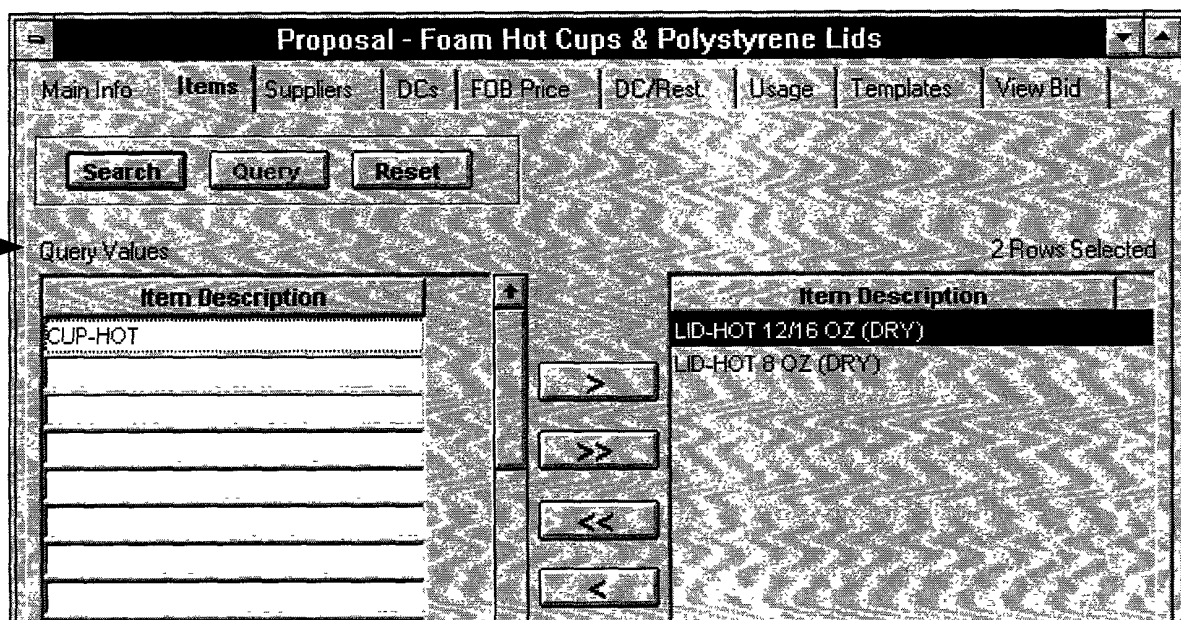 Proposal - Foam Hot Cups & Polystyrene Lids
Main Info Items Suppliers DCs FOB Price DC/Rest. Usage Templates View Bid
Search Query Reset
Query Values 2 Rows Selected
Item Description Item Description
CUP-HOT LID-HOT 12/16 OZ (DRY)
LID-HOT 8 OZ (DRY)
>
>>
<<
<